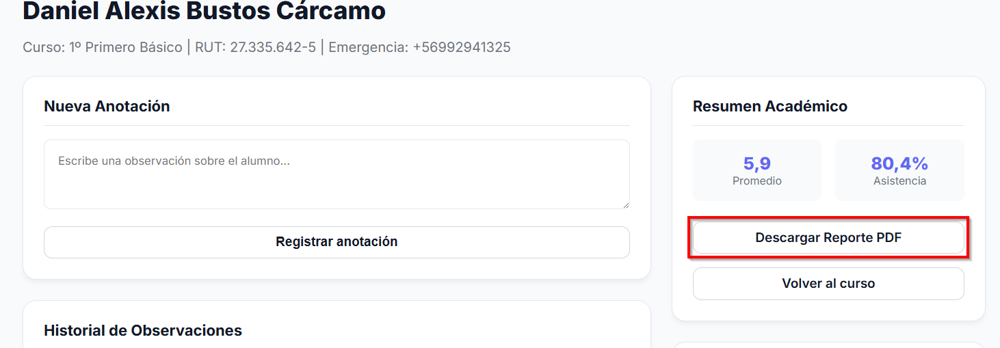 Daniel Alexis Bustos Cárcamo
Curso: 1º Primero Básico | RUT: 27.335.642-5 | Emergencia: +56992941325
Nueva Anotación
Escribe una observación sobre el alumno...
Registrar anotación
Historial de Observaciones
Resumen Académico
5,9
Promedio
80,4%
Asistencia
Descargar Reporte PDF
Volver al curso